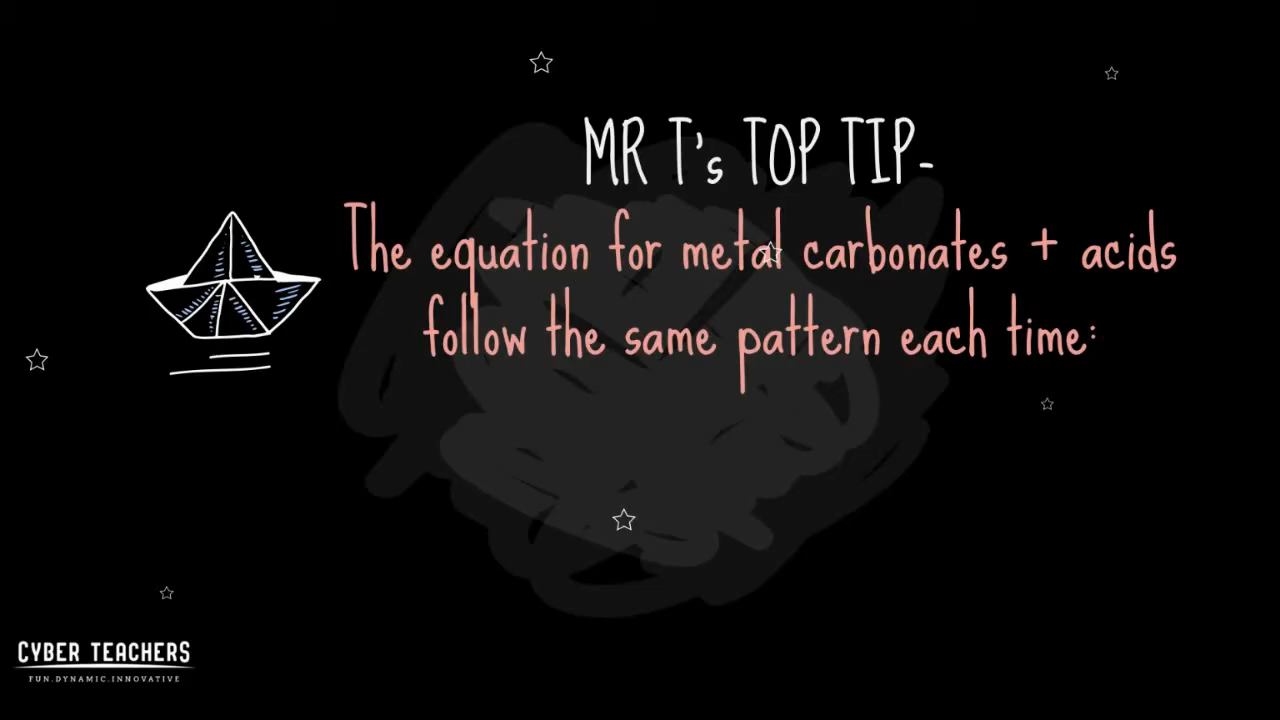 MR T's TOP TIP-
The equation for metal carbonates + acids
follow the same pattern each time:
CYBER TEACHERS
FUN.DYNAMIC.INNOVATIVE